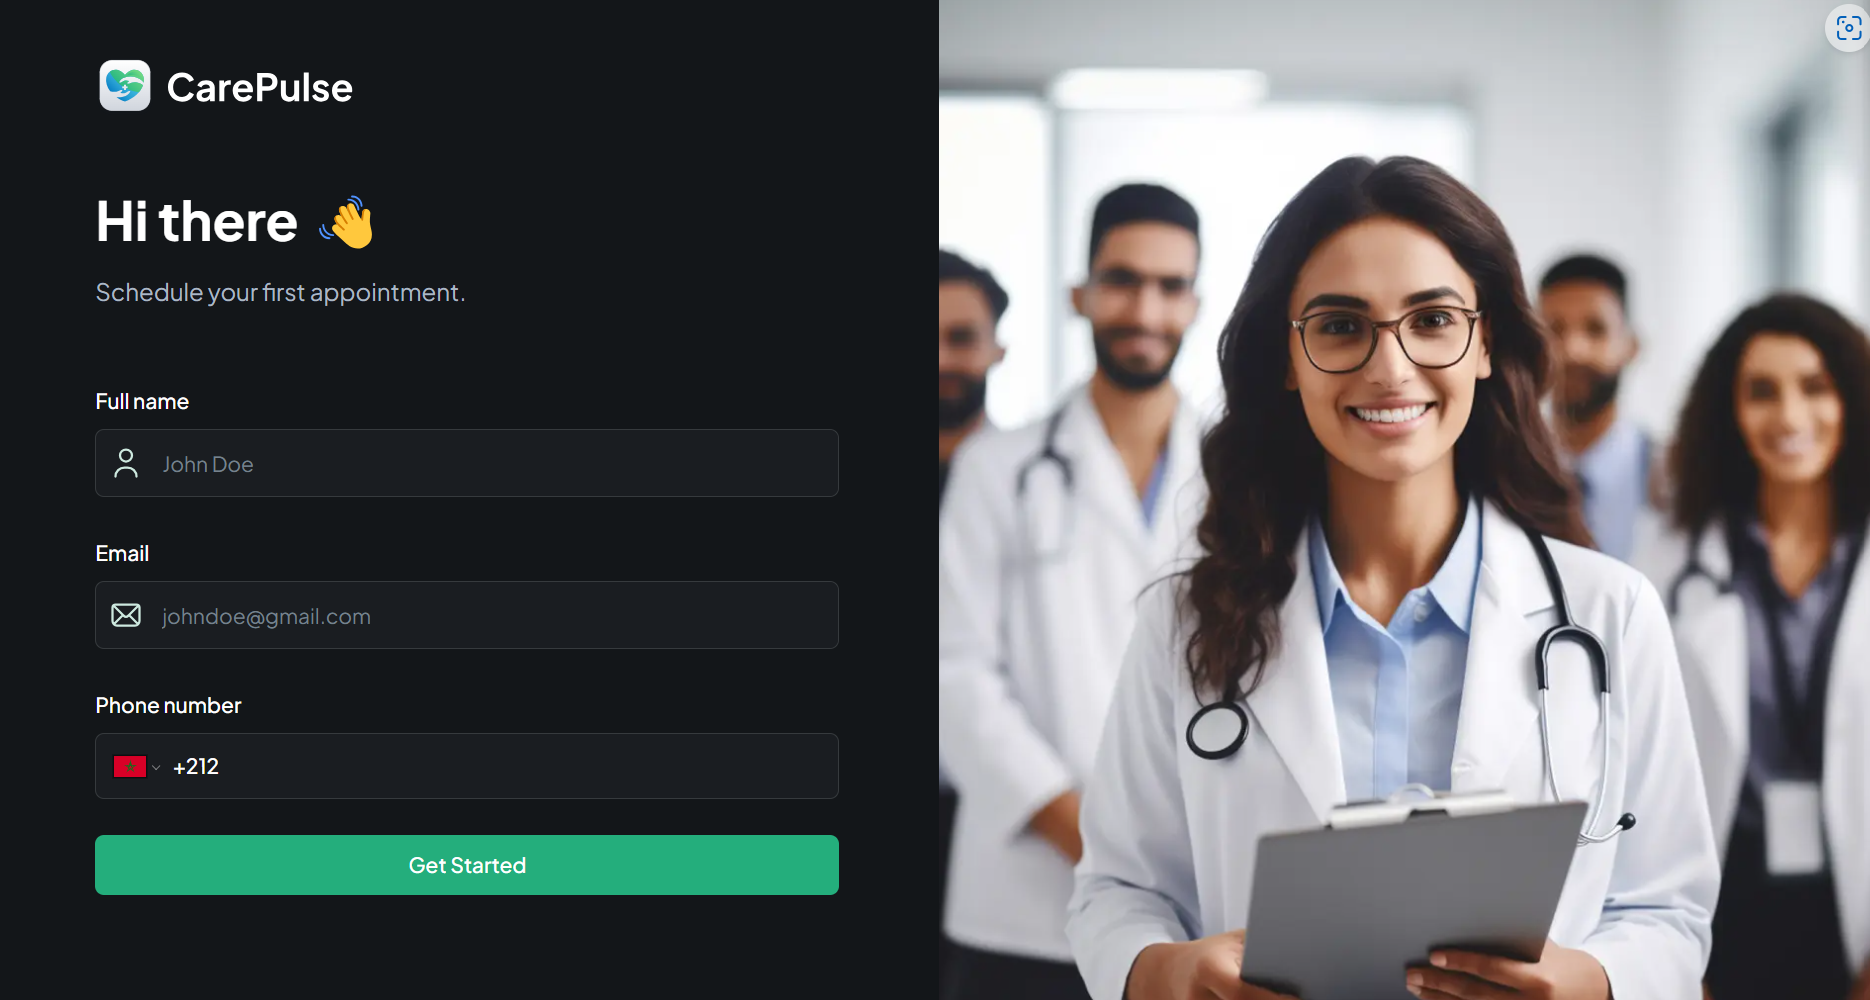 CarePulse
Hi there 👋
Schedule your first appointment.
Full name
John Doe
Email
johndoe@gmail.com
Phone number
+212
Get Started